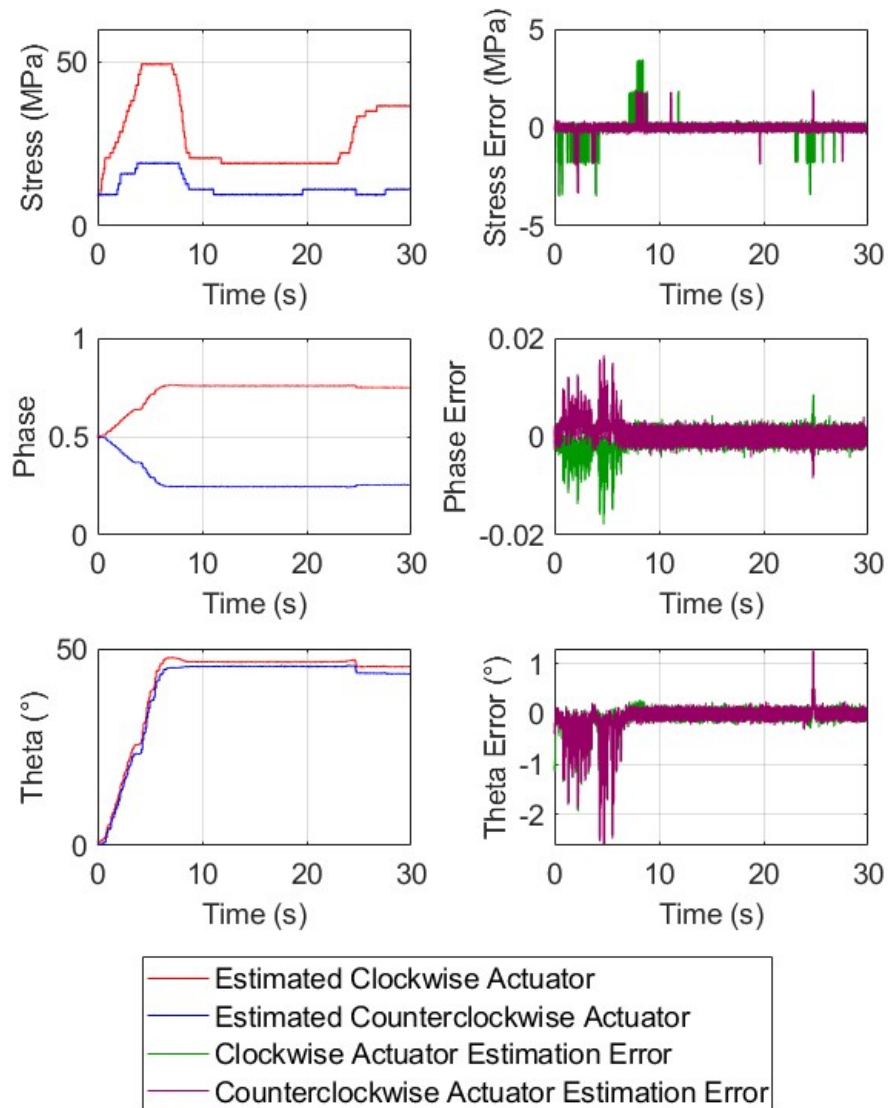 Stress (MPa)
50
0
0 10 20 30
Time (s)
Stress Error (MPa)
5
0
-5
0 10 20 30
Time (s)
Phase
1
0.5
0
0 10 20 30
Time (s)
Phase Error
0.02
0
-0.02
0 10 20 30
Time (s)
Theta (°)
50
0
0 10 20 30
Time (s)
Theta Error (°)
1
0
-1
-2
0 10 20 30
Time (s)
Estimated Clockwise Actuator
Estimated Counterclockwise Actuator
Clockwise Actuator Estimation Error
Counterclockwise Actuator Estimation Error